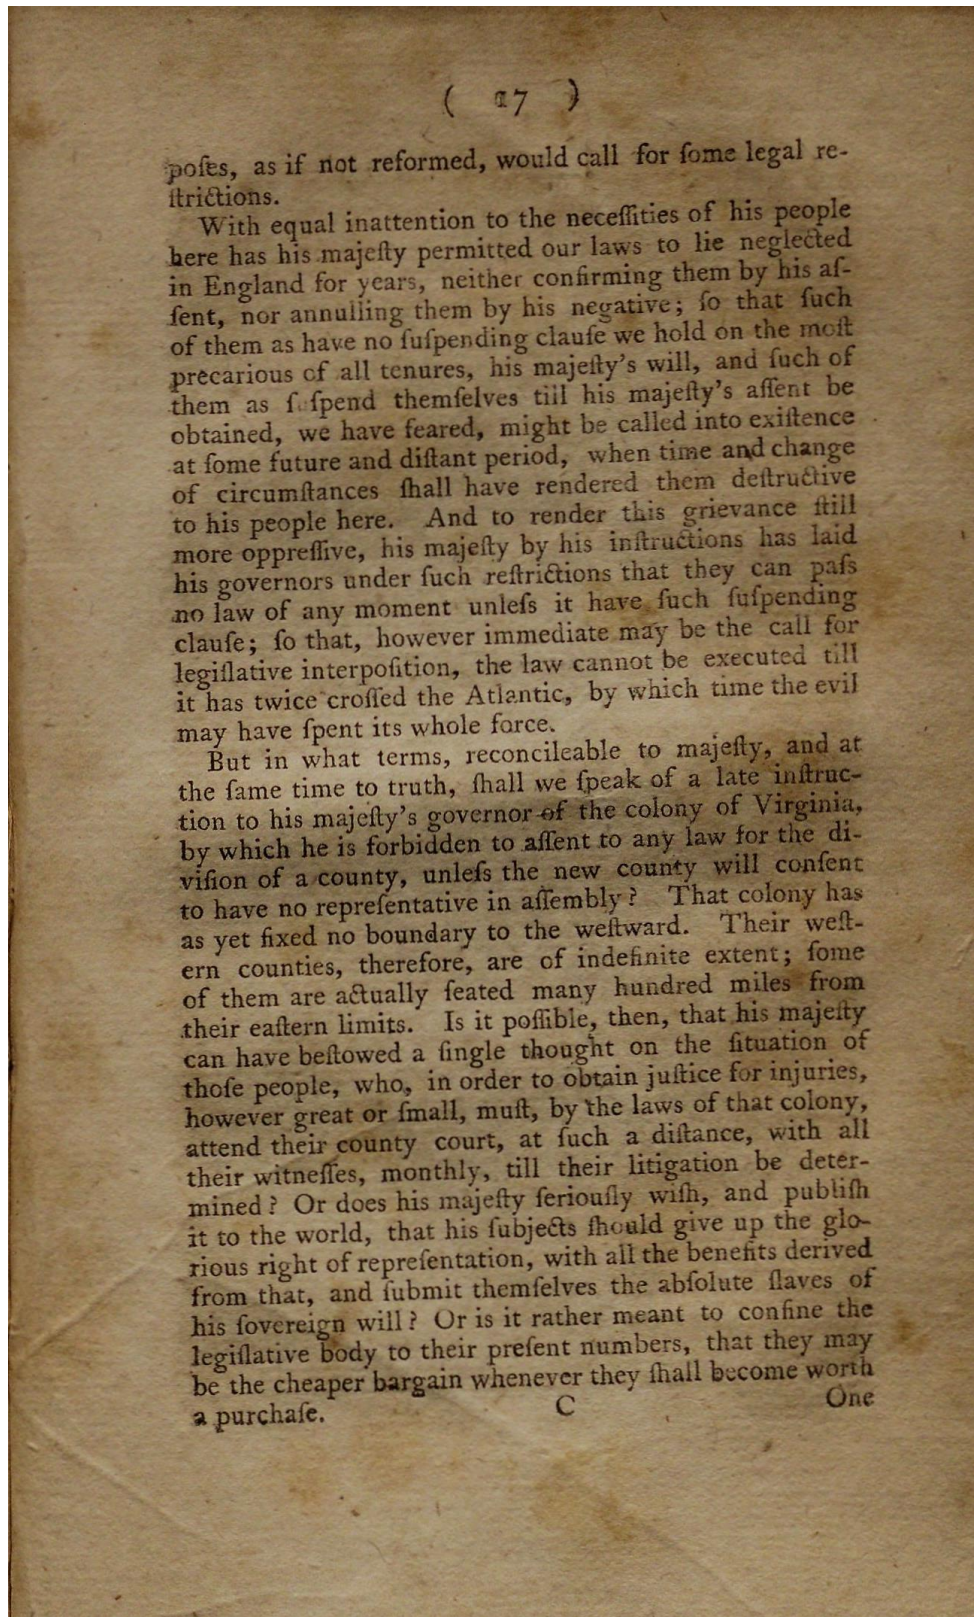 ( 17 )
poſes, as if not reformed, would call for ſome legal re-
ſtrictions.
With equal inattention to the neceſſities of his people
here has his majeſty permitted our laws to lie neglected
in England for years, neither confirming them by his aſ-
ſent, nor annulling them by his negative; ſo that ſuch
of them as have no ſuſpending clauſe we hold on the moſt
precarious of all tenures, his majeſty's will, and ſuch of
them as ſuſpend themſelves till his majeſty's aſſent be
obtained, we have feared, might be called into exiſtence
at ſome future and diſtant period, when time and change
of circumſtances ſhall have rendered them deſtructive
to his people here. And to render this grievance ſtill
more oppreſſive, his majeſty by his inſtructions has laid
his governors under ſuch reſtrictions that they can paſs
no law of any moment unleſs it have ſuch ſuſpending
clauſe; ſo that, however immediate may be the call for
legiſlative interpoſition, the law cannot be executed till
it has twice croſſed the Atlantic, by which time the evil
may have ſpent its whole force.
But in what terms, reconcileable to majeſty, and at
the ſame time to truth, ſhall we ſpeak of a late inſtruc-
tion to his majeſty's governor of the colony of Virginia,
by which he is forbidden to aſſent to any law for the di-
viſion of a county, unleſs the new county will conſent
to have no repreſentative in aſſembly? That colony has
as yet fixed no boundary to the weſtward. Their weſt-
ern counties, therefore, are of indefinite extent; ſome
of them are actually ſeated many hundred miles from
their eaſtern limits. Is it poſſible, then, that his majeſty
can have beſtowed a ſingle thought on the ſituation of
thoſe people, who, in order to obtain juſtice for injuries,
however great or ſmall, muſt, by the laws of that colony,
attend their county court, at ſuch a diſtance, with all
their witneſſes, monthly, till their litigation be deter-
mined? Or does his majeſty ſeriouſly wiſh, and publiſh
it to the world, that his ſubjects ſhould give up the glo-
rious right of repreſentation, with all the benefits derived
from that, and ſubmit themſelves the abſolute ſlaves of
his ſovereign will? Or is it rather meant to confine the
legiſlative body to their preſent numbers, that they may
be the cheaper bargain whenever they ſhall become worth
a purchaſe.
C One